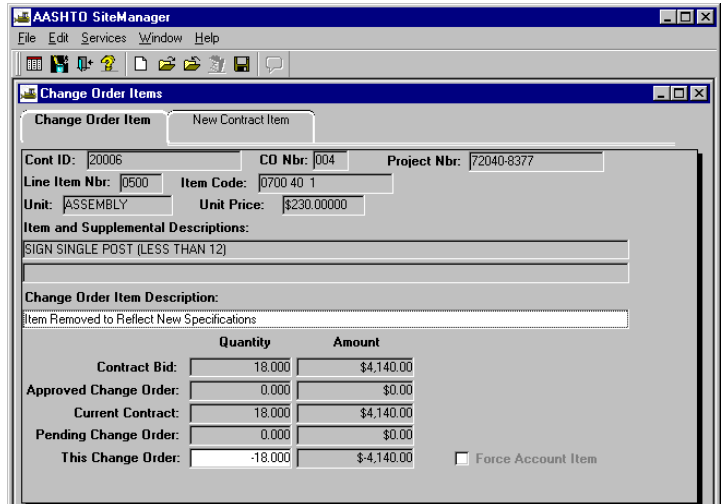 AASHTO SiteManager
File Edit Services Window Help
Change Order Items
Change Order Item New Contract Item
Cont ID: 20006 CO Nbr: 004 Project Nbr: 72040-8377
Line Item Nbr: 0500 Item Code: 0700 40 1
Unit: ASSEMBLY Unit Price: $230.00000
Item and Supplemental Descriptions:
SIGN SINGLE POST (LESS THAN 12)
Change Order Item Description:
Item Removed to Reflect New Specifications
Quantity Amount
Contract Bid: 18.000 $4,140.00
Approved Change Order: 0.000 $0.00
Current Contract: 18.000 $4,140.00
Pending Change Order: 0.000 $0.00
This Change Order: -18.000 $-4,140.00 Force Account Item